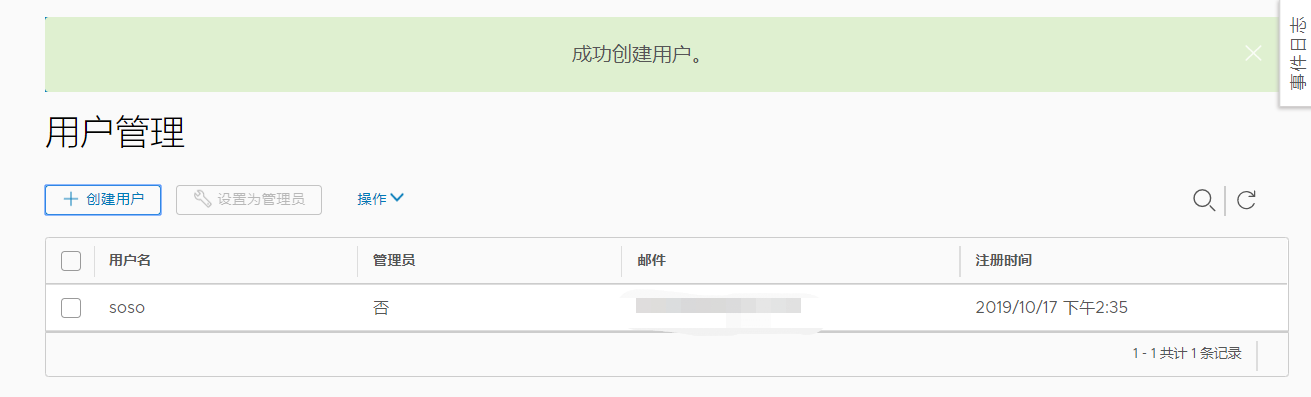 成功创建用户。
事件日志
用户管理
创建用户 设置为管理员 操作
用户名 管理员 邮件 注册时间
soso 否 2019/10/17 下午2:35
1 - 1 共计 1 条记录